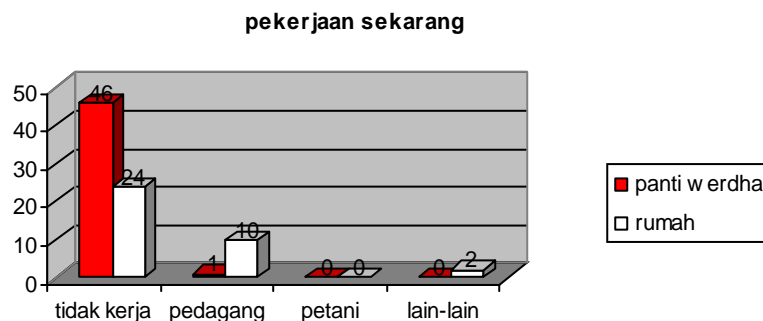 pekerjaan sekarang
50
40
30
20
10
0
46
24
1
10
0
0
0
2
tidak kerja
pedagang
petani
lain-lain
panti w erdha
rumah